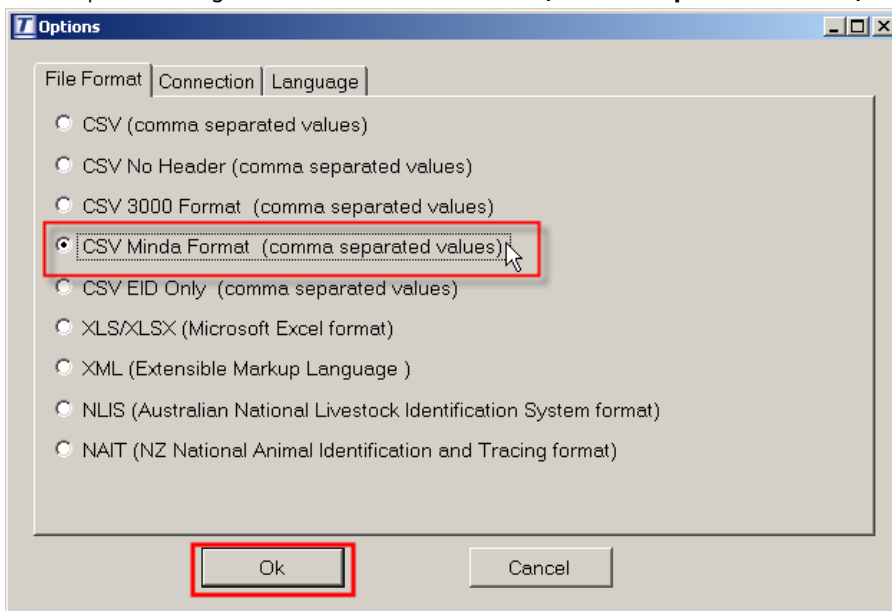 Options
File Format Connection Language
CSV (comma separated values)
CSV No Header (comma separated values)
CSV 3000 Format (comma separated values)
CSV Minda Format (comma separated values)
CSV EID Only (comma separated values)
XLS/XLSX (Microsoft Excel format)
XML (Extensible Markup Language )
NLIS (Australian National Livestock Identification System format)
NAIT (NZ National Animal Identification and Tracing format)
Ok Cancel